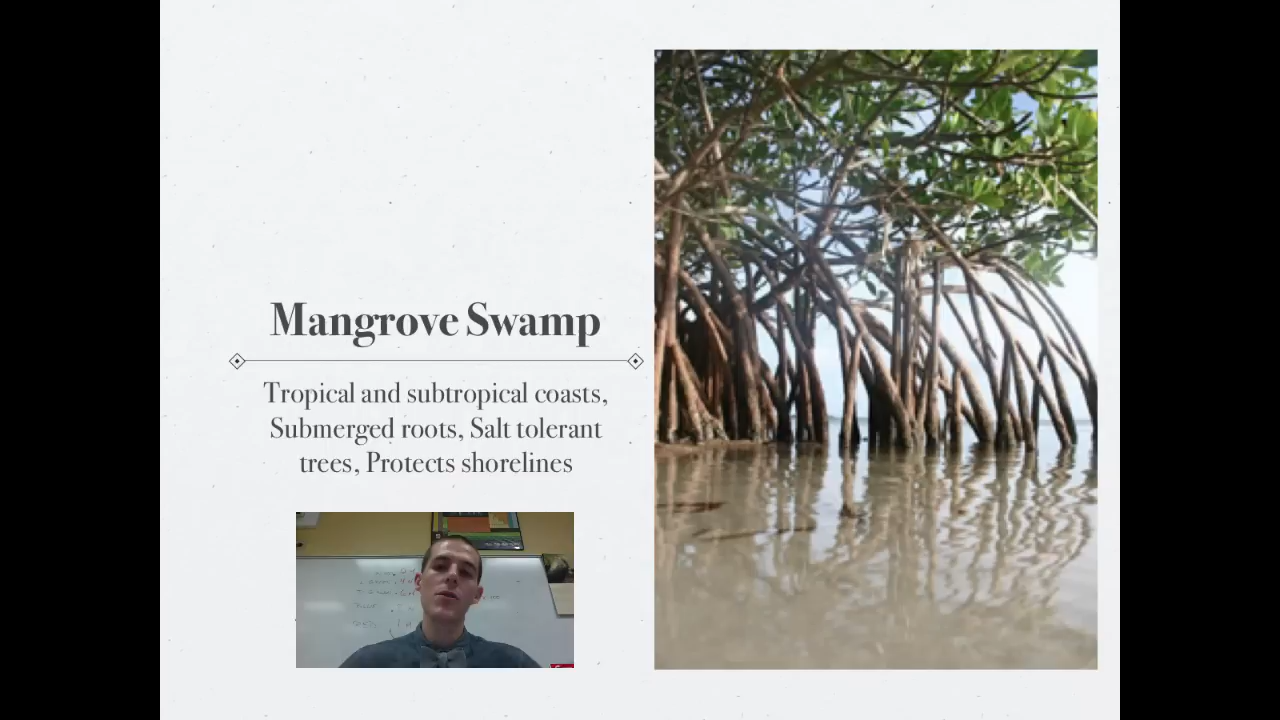 Mangrove Swamp
Tropical and subtropical coasts,
Submerged roots, Salt tolerant
trees, Protects shorelines